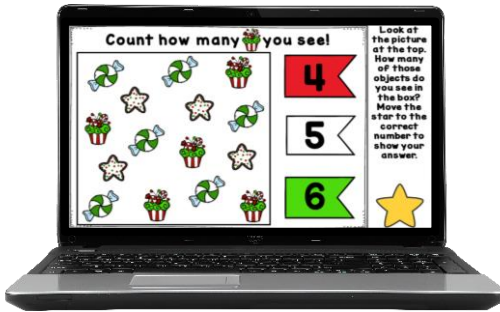 Count how many you see!
4
5
6
Look at
the picture
at the top.
How many
of those
objects do
you see in
the box?
Move the
star to the
correct
number to
show your
answer.